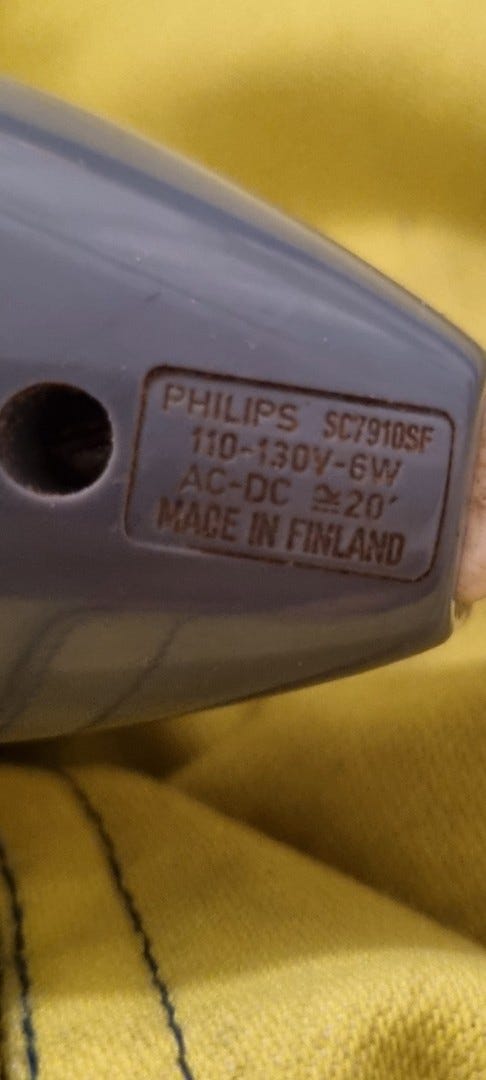 PHILIPS SC7910SF
110-130V-6W
AC-DC ≅20′
MADE IN FINLAND